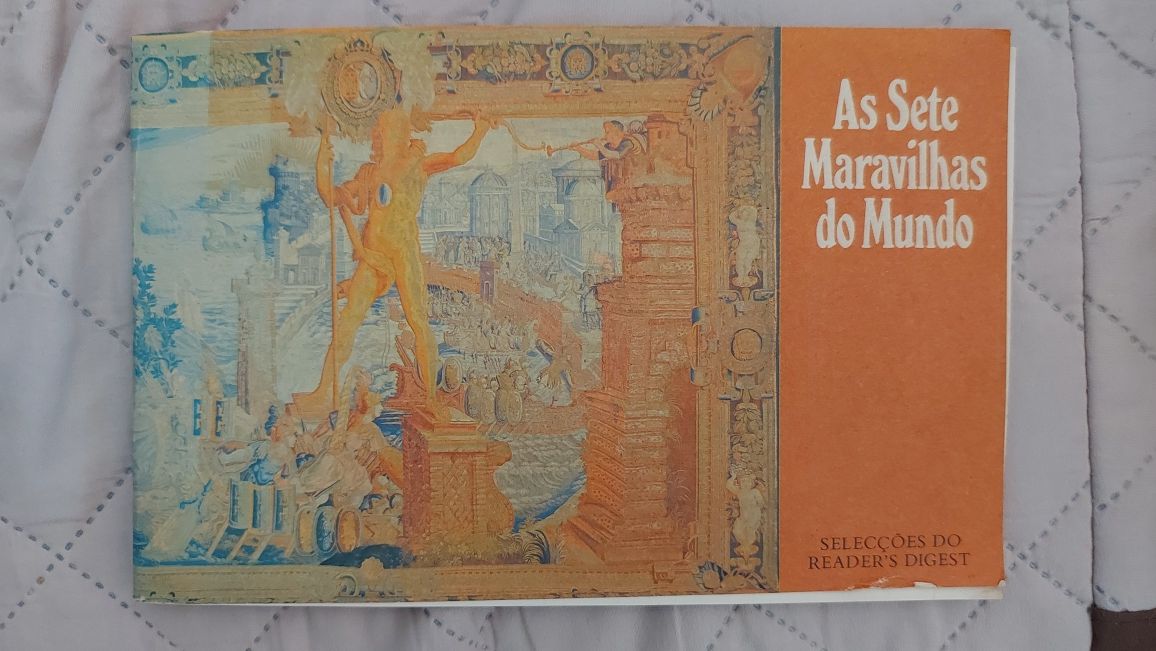 As Sete
Maravilhas
do Mundo
SELECÇÕES DO
READER'S DIGEST